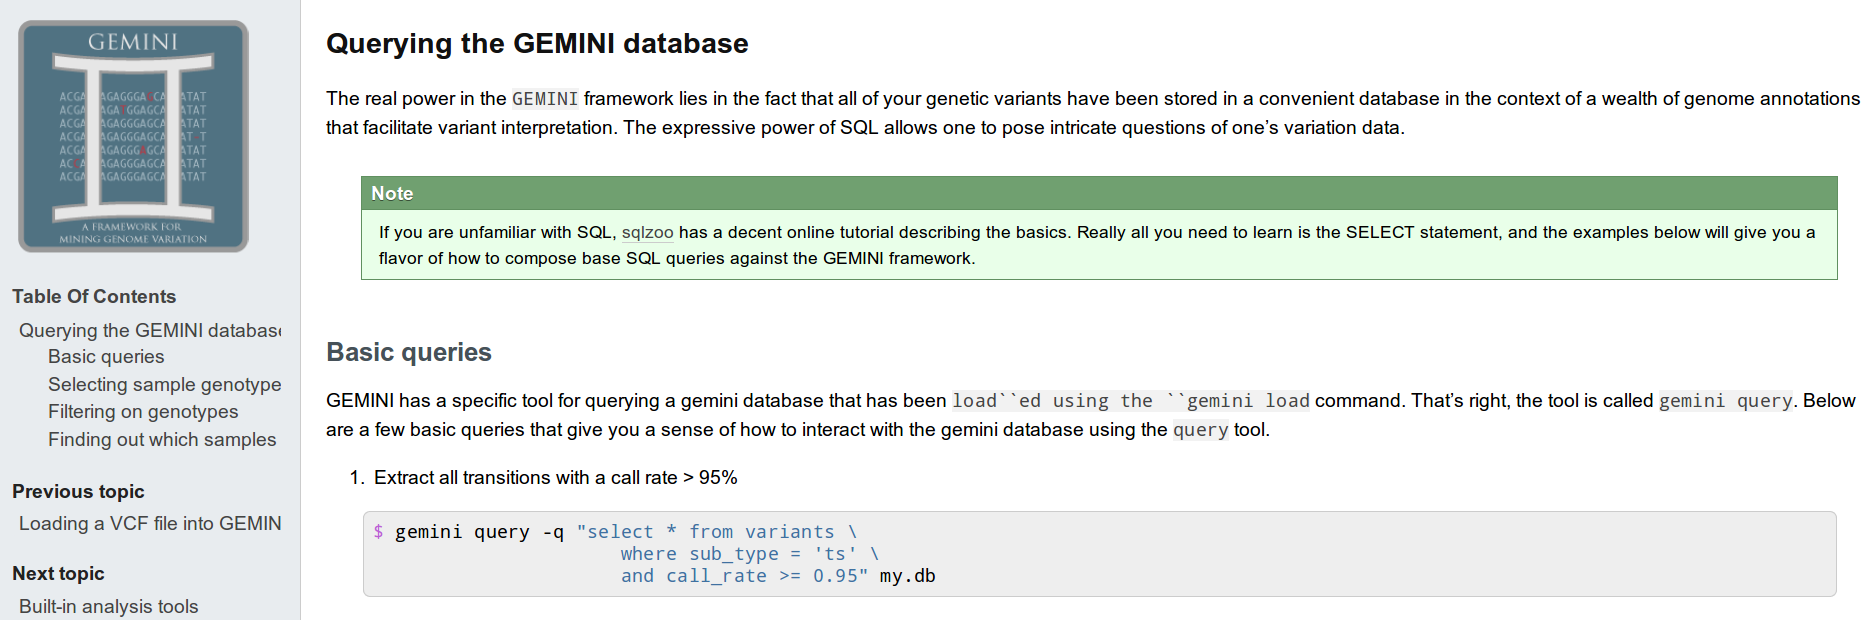 GEMINI
ACGA AGAGGGAGCA ATAT
ACGA AGA GGAGCA ATAT
ACGA AGAGGGAGCA ATAT
ACGA AGAGGGAGCA AT T
ACGA AGAGGG GCA ATAT
AC A AGAGGGAGCA ATAT
ACGA AGAGGGAGCA ATAT
A FRAMEWORK FOR
MINING GENOME VARIATION
Table Of Contents
Querying the GEMINI databas
Basic queries
Selecting sample genotype
Filtering on genotypes
Finding out which samples
Previous topic
Loading a VCF file into GEMIN
Next topic
Built-in analysis tools
Querying the GEMINI database
The real power in the GEMINI framework lies in the fact that all of your genetic variants have been stored in a convenient database in the context of a wealth of genome annotations
that facilitate variant interpretation. The expressive power of SQL allows one to pose intricate questions of one’s variation data.
Note
If you are unfamiliar with SQL, sqlzoo has a decent online tutorial describing the basics. Really all you need to learn is the SELECT statement, and the examples below will give you a
flavor of how to compose base SQL queries against the GEMINI framework.
Basic queries
GEMINI has a specific tool for querying a gemini database that has been load``ed using the ``gemini load command. That’s right, the tool is called gemini query. Below
are a few basic queries that give you a sense of how to interact with the gemini database using the query tool.
1. Extract all transitions with a call rate > 95%
$ gemini query -q "select * from variants \
where sub_type = 'ts' \
and call_rate >= 0.95" my.db